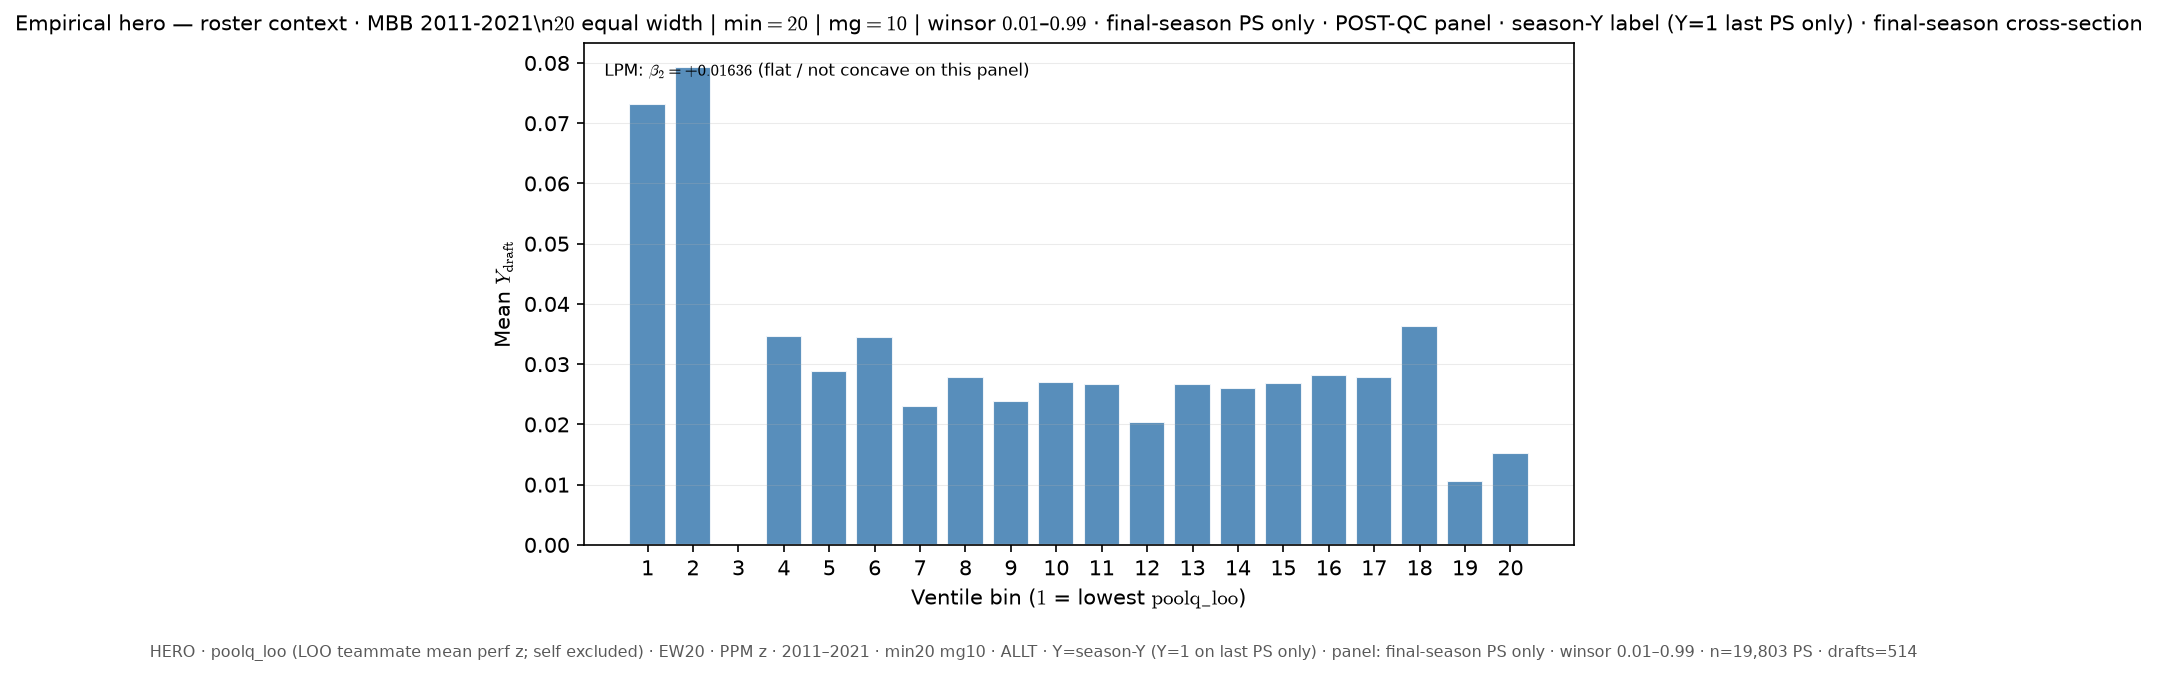 Empirical hero — roster context · MBB 2011-2021\n20 equal width | min = 20 | mg = 10 | winsor 0.01–0.99 · final-season PS only · POST-QC panel · season-Y label (Y=1 last PS only) · final-season cross-section
LPM: β₂ = +0.01636 (flat / not concave on this panel)
0.08
0.07
0.06
0.05
0.04
0.03
0.02
0.01
0.00
Mean Y_draft
1 2 3 4 5 6 7 8 9 10 11 12 13 14 15 16 17 18 19 20
Ventile bin (1 = lowest poolq_loo)
HERO · poolq_loo (LOO teammate mean perf z; self excluded) · EW20 · PPM z · 2011–2021 · min20 mg10 · ALLT · Y=season-Y (Y=1 on last PS only) · panel: final-season PS only · winsor 0.01–0.99 · n=19,803 PS · drafts=514